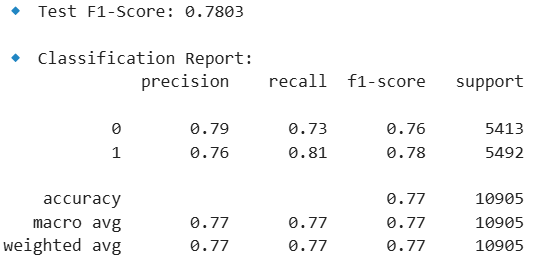 🔹 Test F1-Score: 0.7803
🔹 Classification Report:
precision recall f1-score support
0 0.79 0.73 0.76 5413
1 0.76 0.81 0.78 5492
accuracy 0.77 10905
macro avg 0.77 0.77 0.77 10905
weighted avg 0.77 0.77 0.77 10905